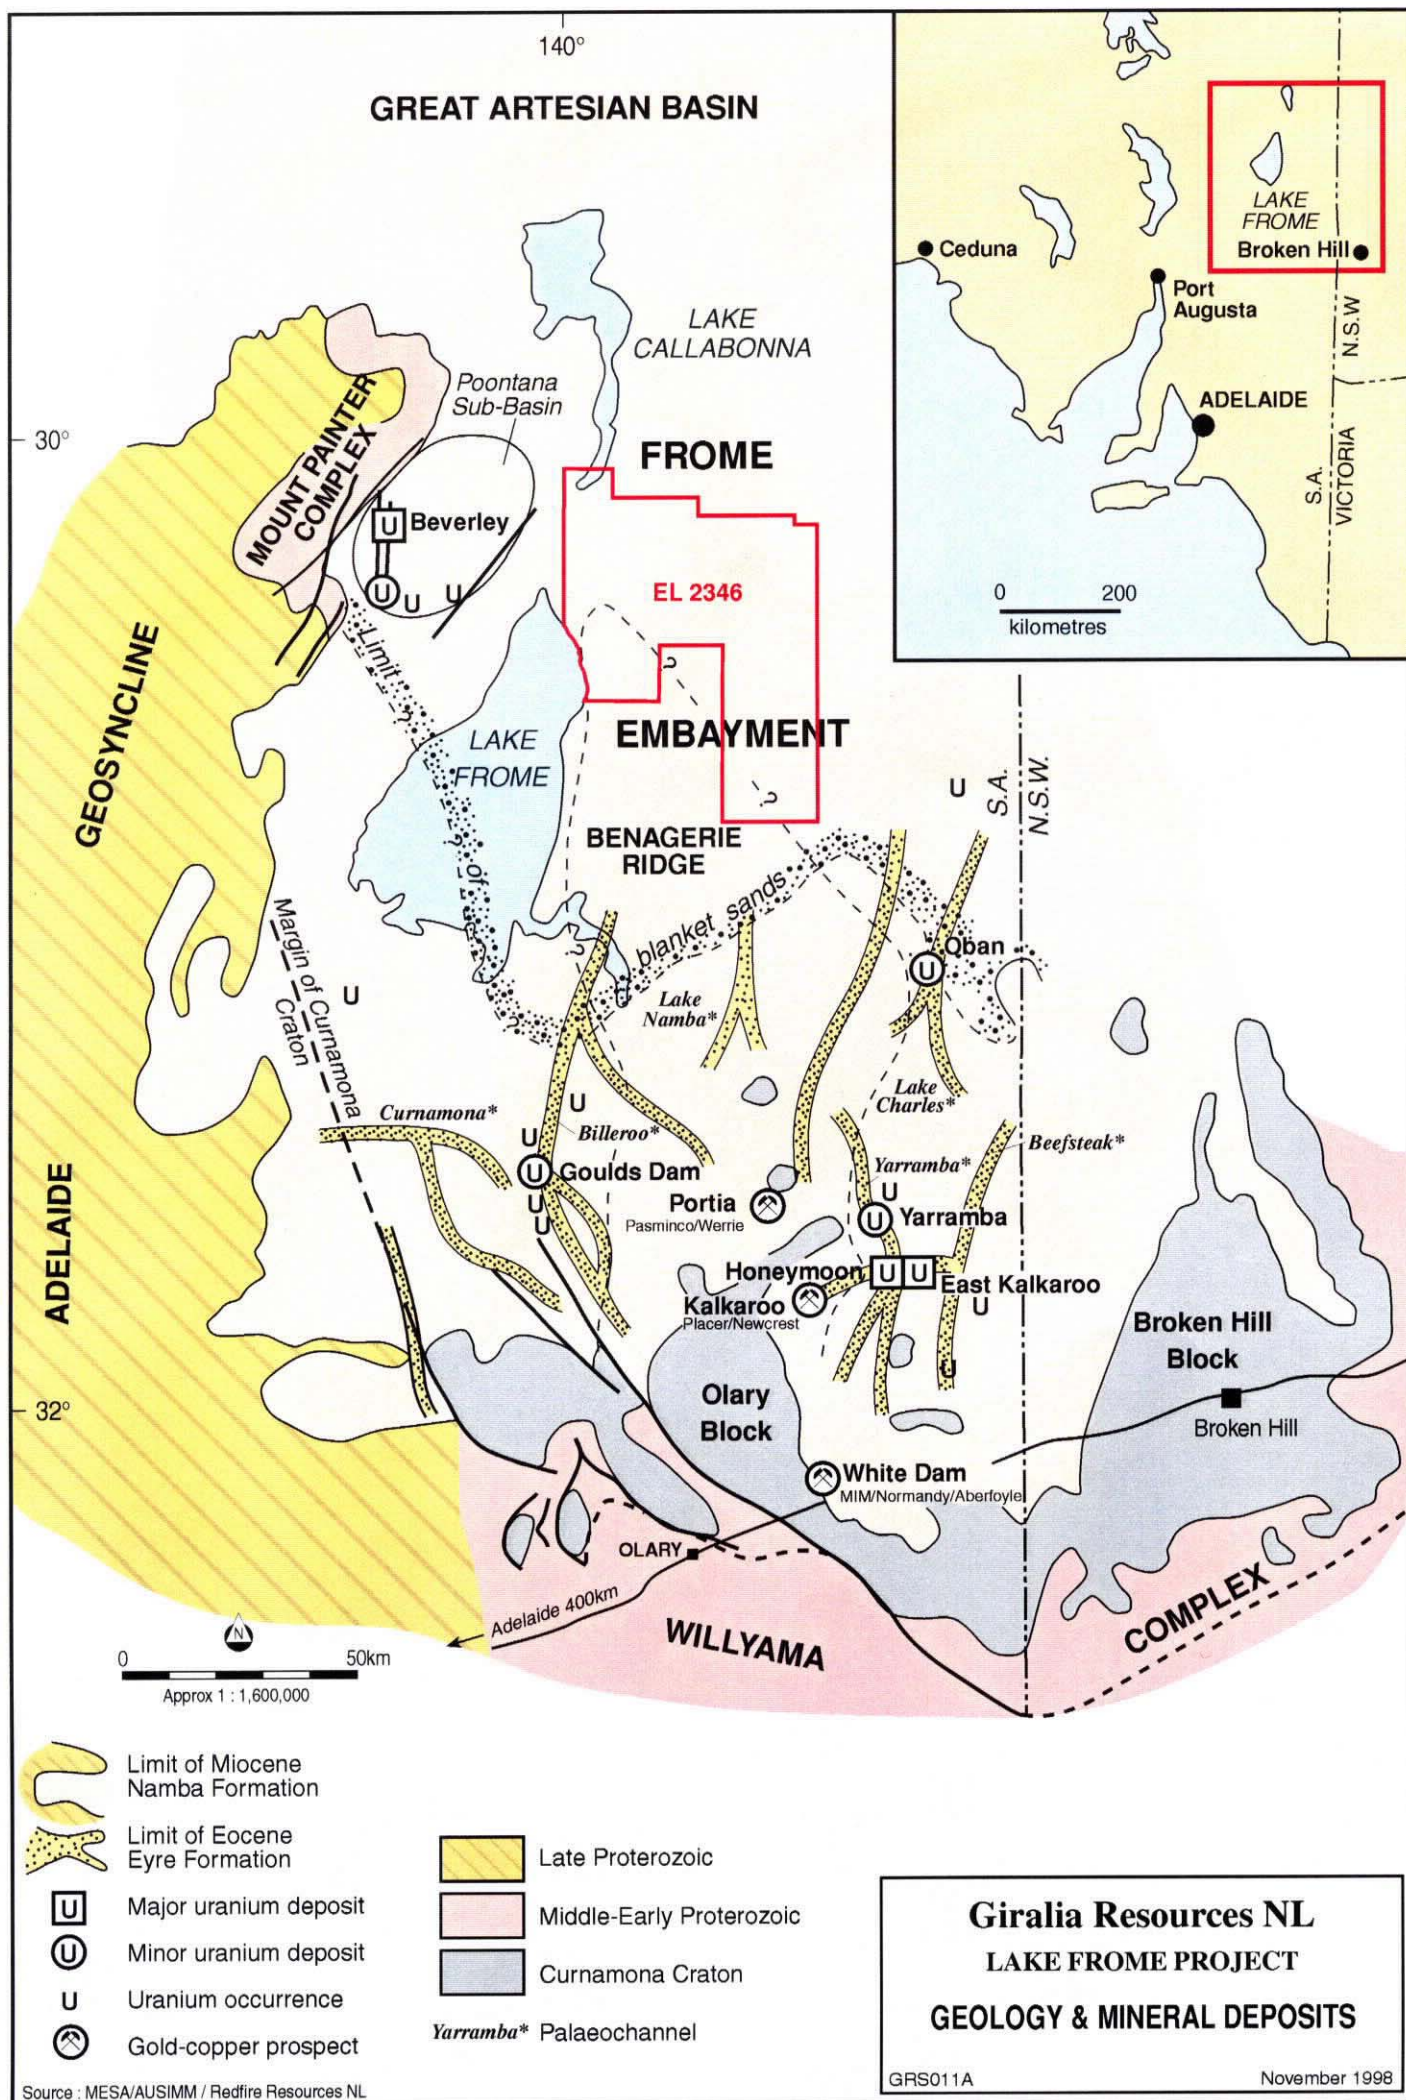 140°
GREAT ARTESIAN BASIN
LAKE
CALLABONNA
Poontana
Sub-Basin
30°
FROME
MOUNT PAINTER
COMPLEX
U
Beverley
U
U
U
EL 2346
Limit
?
of
?
?
?
blanket sands
?
?
?
LAKE
FROME
EMBAYMENT
BENAGERIE
RIDGE
GEOSYNCLINE
ADELAIDE
S.A.
N.S.W.
U
Margin of Curnamona
Craton
U
Qban
U
Lake
Namba*
Lake
Charles*
Curnamona*
U
Billeroo*
U
U
Goulds Dam
U
U
Beefsteak*
Yarramba*
U
Portia
Pasminco/Werrie
U
Yarramba
Honeymoon
U
U
East Kalkaroo
Kalkaroo
Placer/Newcrest
U
U
Broken Hill
Block
Broken Hill
Olary
Block
32°
White Dam
MIM/Normandy/Aberfoyle
OLARY
Adelaide 400km
WILLYAMA
COMPLEX
N
0
50km
Approx 1 : 1,600,000
Ceduna
LAKE
FROME
Broken Hill
Port
Augusta
ADELAIDE
N.S.W
S.A.
VICTORIA
0
200
kilometres
Limit of Miocene
Namba Formation
Limit of Eocene
Eyre Formation
U Major uranium deposit
U Minor uranium deposit
U Uranium occurrence
Gold-copper prospect
Late Proterozoic
Middle-Early Proterozoic
Curnamona Craton
Yarramba* Palaeochannel
Giralia Resources NL
LAKE FROME PROJECT
GEOLOGY & MINERAL DEPOSITS
GRS011A
November 1998
Source : MESA/AUSIMM / Redfire Resources NL